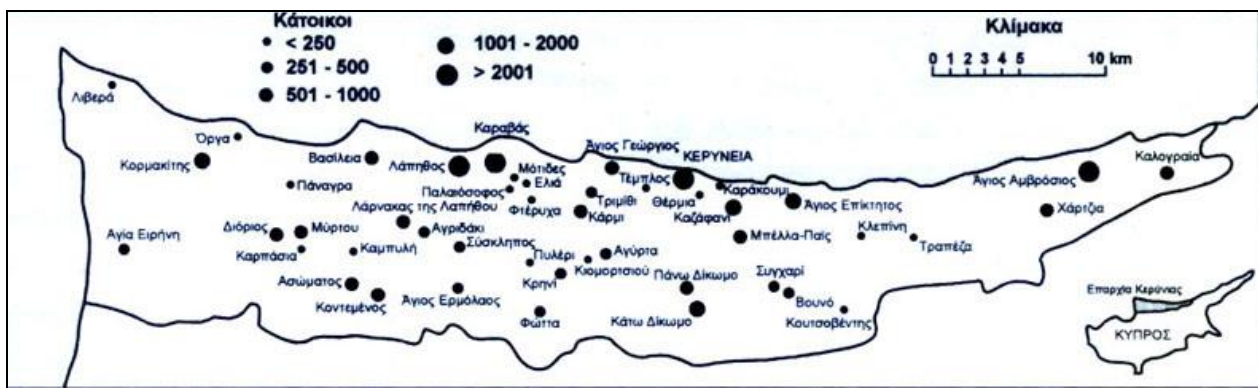 Κάτοικοι
< 250
251 - 500
501 - 1000
1001 - 2000
> 2001
Κλίμακα
0 1 2 3 4 5 10 km
Λιβερά
Όργα
Κορμακίτης
Βασίλεια
Πάναγρα
Λάπηθος
Καραβάς
Μότιδες
Ελιά
Παλαιόσοφος
Φτέρυχα
Άγιος Γεώργιος
ΚΕΡΥΝΕΙΑ
Τέμπλος
Τριμίθι
Κάρμι
Θέρμια
Καράκουμι
Καζάφανι
Άγιος Επίκτητος
Άγιος Αμβρόσιος
Καλογραία
Χάρτζια
Κλεπίνη
Τραπέζα
Μπέλλα-Παϊς
Λάρνακας της Λαπήθου
Αγριδάκι
Σύσκληπος
Διόριος
Μύρτου
Καρπάσια
Καμπυλή
Αγία Ειρήνη
Πυλέρι
Κιομορτσιού
Αγύρτα
Κρηνί
Ασώματος
Κοντεμένος
Άγιος Ερμόλαος
Φώττα
Πάνω Δίκωμο
Κάτω Δίκωμο
Συγχαρί
Βουνό
Κουτσοβέντης
Επαρχία Κερύνιας
ΚΥΠΡΟΣ